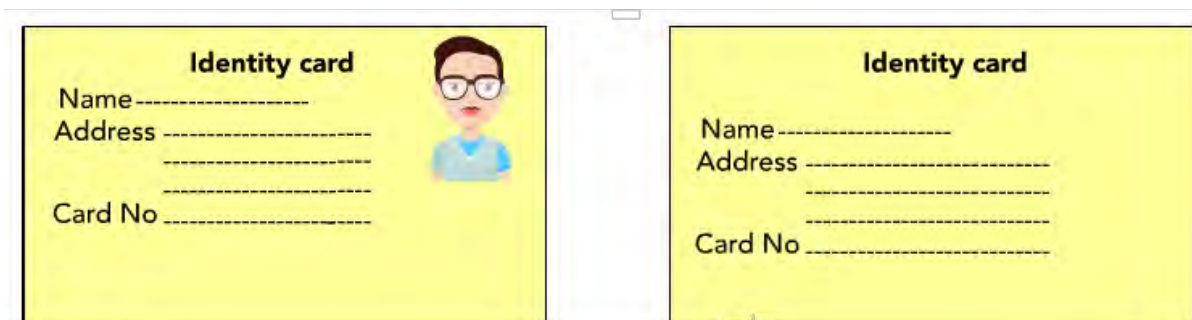 Identity card
Name--------------------
Address ------------------------
------------------------
------------------------
Card No ------------------------
Identity card
Name--------------------
Address ----------------------------
----------------------------
----------------------------
Card No ----------------------------